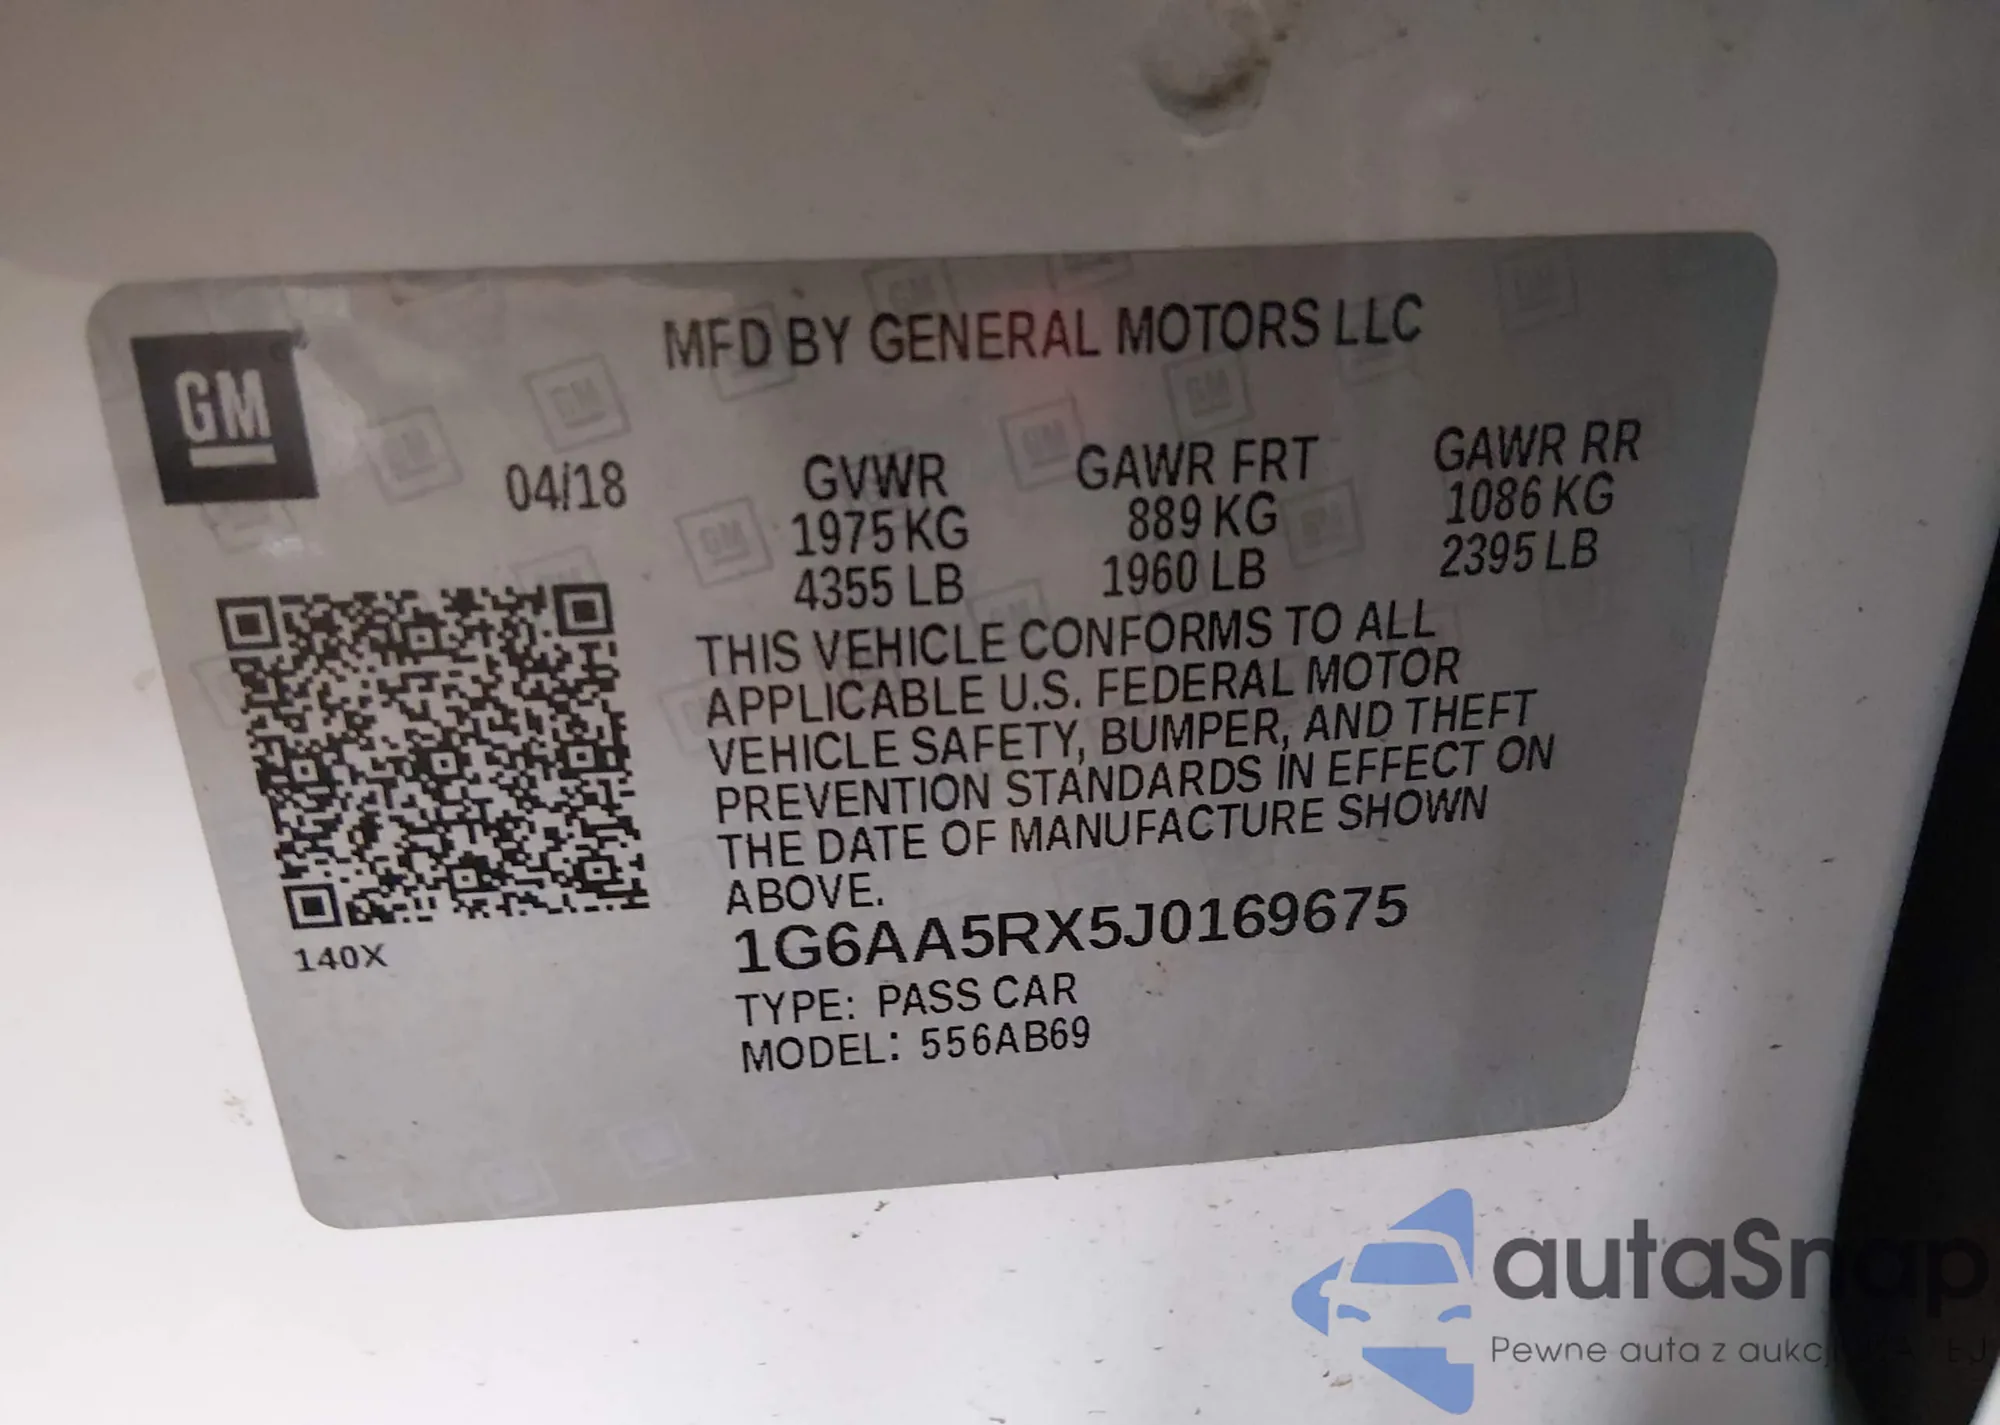 MFD BY GENERAL MOTORS LLC
GM
04/18
GVWR
1975 KG
4355 LB
GAWR FRT
889 KG
1960 LB
GAWR RR
1086 KG
2395 LB
THIS VEHICLE CONFORMS TO ALL
APPLICABLE U.S. FEDERAL MOTOR
VEHICLE SAFETY, BUMPER, AND THEFT
PREVENTION STANDARDS IN EFFECT ON
THE DATE OF MANUFACTURE SHOWN
ABOVE.
140X
1G6AA5RX5J0169675
TYPE: PASS CAR
MODEL: 556AB69
autaSnap
Pewne auta z